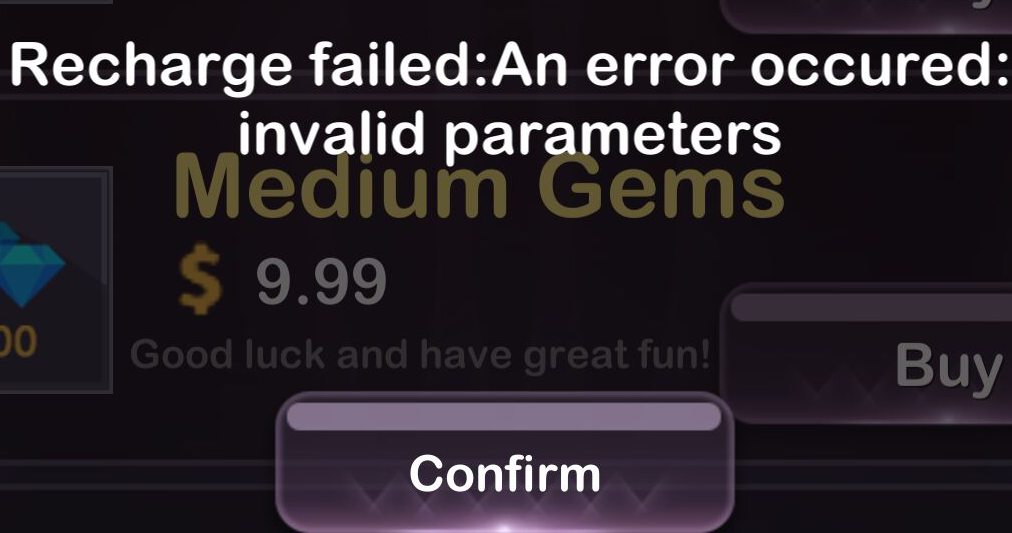 Recharge failed:An error occured:
invalid parameters
Medium Gems
$ 9.99
00
Good luck and have great fun!
Buy
Confirm